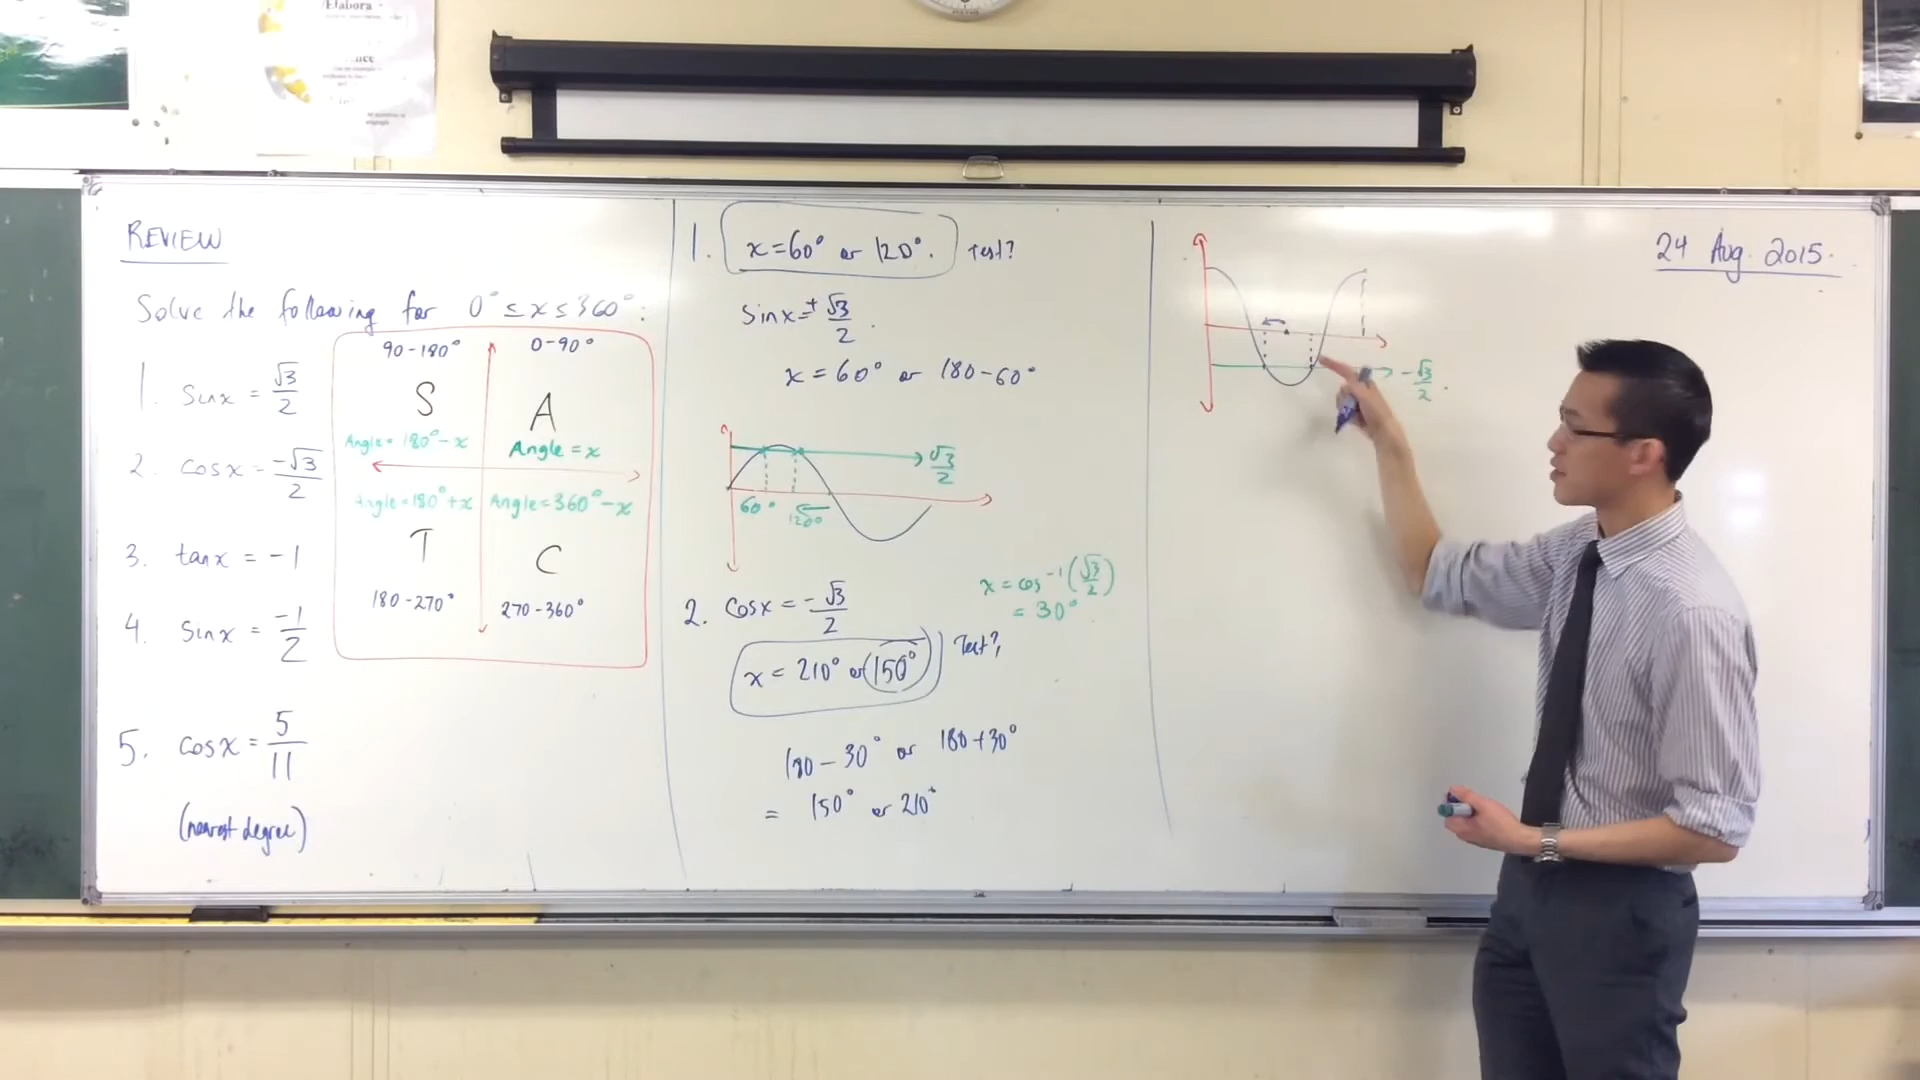 Elabora
REVIEW
Solve the following for 0° ≤ x ≤ 360°:
1. sin x = √3/2
2. cos x = -√3/2
3. tan x = -1
4. sin x = -1/2
5. cos x = 5/11
(nearest degree)
90-180°
0-90°
S
A
Angle = 180° - x
Angle = x
Angle = 180° + x
Angle = 360° - x
T
C
180-270°
270-360°
1. x = 60° or 120°. Test?
sin x = + √3/2.
x = 60° or 180-60°
√3/2
60°
120°
2. cos x = -√3/2
x = cos⁻¹(√3/2)
= 30°
x = 210° or 150° Test?
180-30° or 180+30°
= 150° or 210°
-√3/2.
24 Aug. 2015.